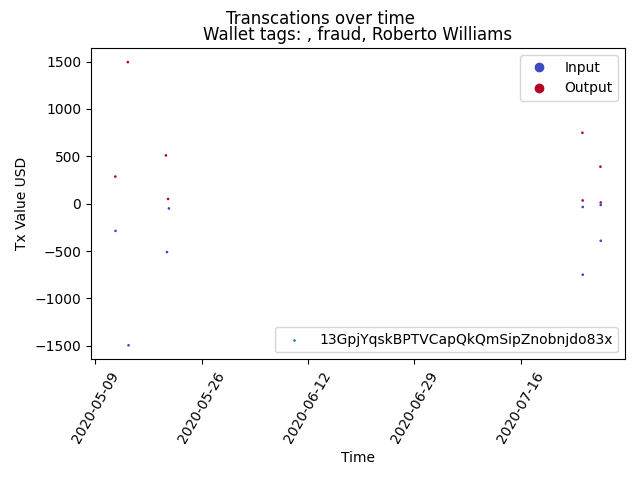 Transcations over time
Wallet tags: , fraud, Roberto Williams
Input
Output
1500
1000
500
0
−500
−1000
−1500
Tx Value USD
13GpjYqskBPTVCapQkQmSipZnobnjdo83x
2020-05-09
2020-05-26
2020-06-12
2020-06-29
2020-07-16
Time